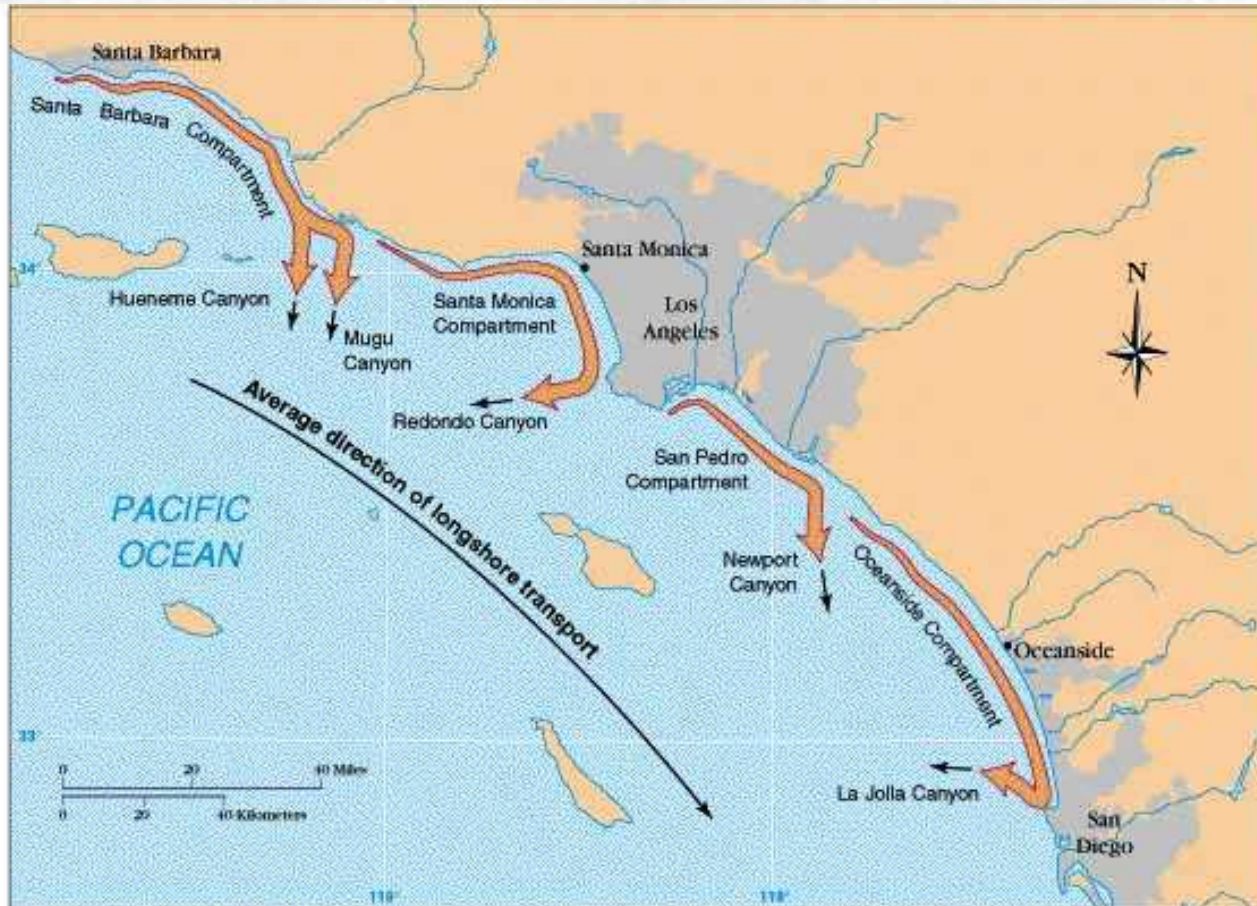 Santa Barbara
Santa Barbara Compartment
Hueneme Canyon
Mugu
Canyon
34°
Santa Monica
Compartment
Santa Monica
Los
Angeles
Redondo Canyon
N
Average direction of longshore transport
San Pedro
Compartment
PACIFIC
OCEAN
Newport
Canyon
Oceanside Compartment
Oceanside
33°
0 20 40 Miles
0 20 40 Kilometers
La Jolla Canyon
San
Diego
119°
118°